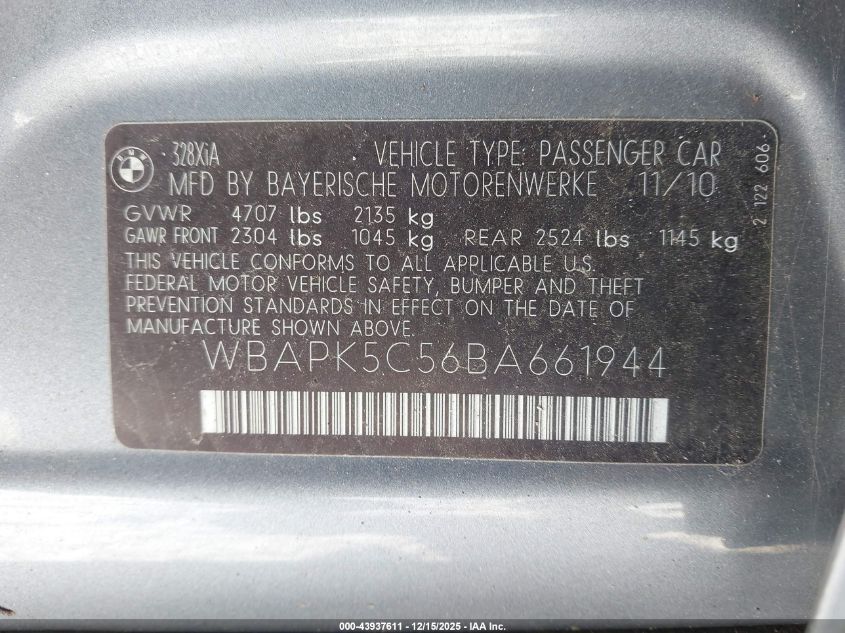 BMW
328XiA VEHICLE TYPE: PASSENGER CAR
MFD BY BAYERISCHE MOTORENWERKE 11/10
GVWR 4707 lbs 2135 kg
GAWR FRONT 2304 lbs 1045 kg REAR 2524 lbs 1145 kg
THIS VEHICLE CONFORMS TO ALL APPLICABLE U.S.
FEDERAL MOTOR VEHICLE SAFETY, BUMPER AND THEFT
PREVENTION STANDARDS IN EFFECT ON THE DATE OF
MANUFACTURE SHOWN ABOVE.
WBAPK5C56BA661944
2 122 606-
000-43937611 - 12/15/2025 - IAA Inc.